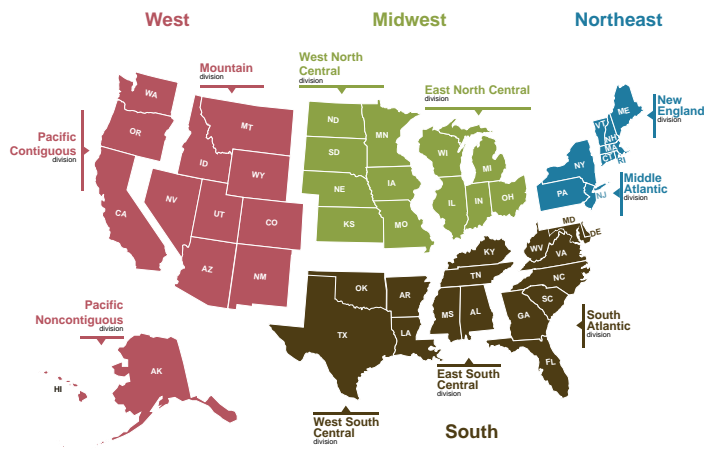 West
Midwest
Northeast
Mountain
division
West North
Central
division
East North Central
division
New
England
division
Pacific
Contiguous
division
Middle
Atlantic
division
WA
OR
CA
MT
ID
WY
NV
UT
CO
AZ
NM
ND
MN
SD
WI
MI
NE
IA
IL
IN
OH
KS
MO
ME
VT
NH
MA
CT
RI
NY
PA
NJ
MD
DE
WV
VA
KY
TN
NC
SC
OK
AR
TX
LA
MS
AL
GA
FL
Pacific
Noncontiguous
division
AK
HI
South
Atlantic
division
East South
Central
division
West South
Central
division
South